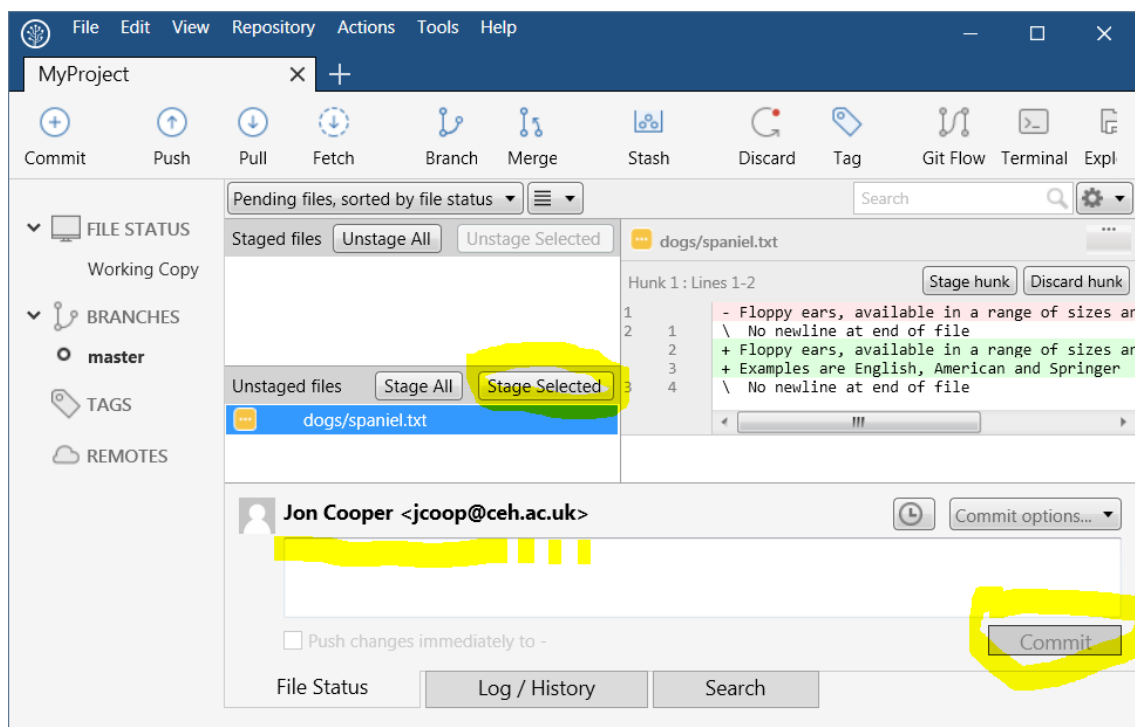 File Edit View Repository Actions Tools Help
MyProject
Commit Push Pull Fetch Branch Merge Stash Discard Tag Git Flow Terminal Expl
Pending files, sorted by file status Search
FILE STATUS
Working Copy
BRANCHES
master
TAGS
REMOTES
Staged files Unstage All Unstage Selected
Unstaged files Stage All Stage Selected
dogs/spaniel.txt
dogs/spaniel.txt
Hunk 1 : Lines 1-2 Stage hunk Discard hunk
1 - Floppy ears, available in a range of sizes ar
2 1 \ No newline at end of file
2 + Floppy ears, available in a range of sizes ar
3 + Examples are English, American and Springer
3 4 \ No newline at end of file
Jon Cooper <jcoop@ceh.ac.uk> Commit options...
Push changes immediately to -
Commit
File Status Log / History Search